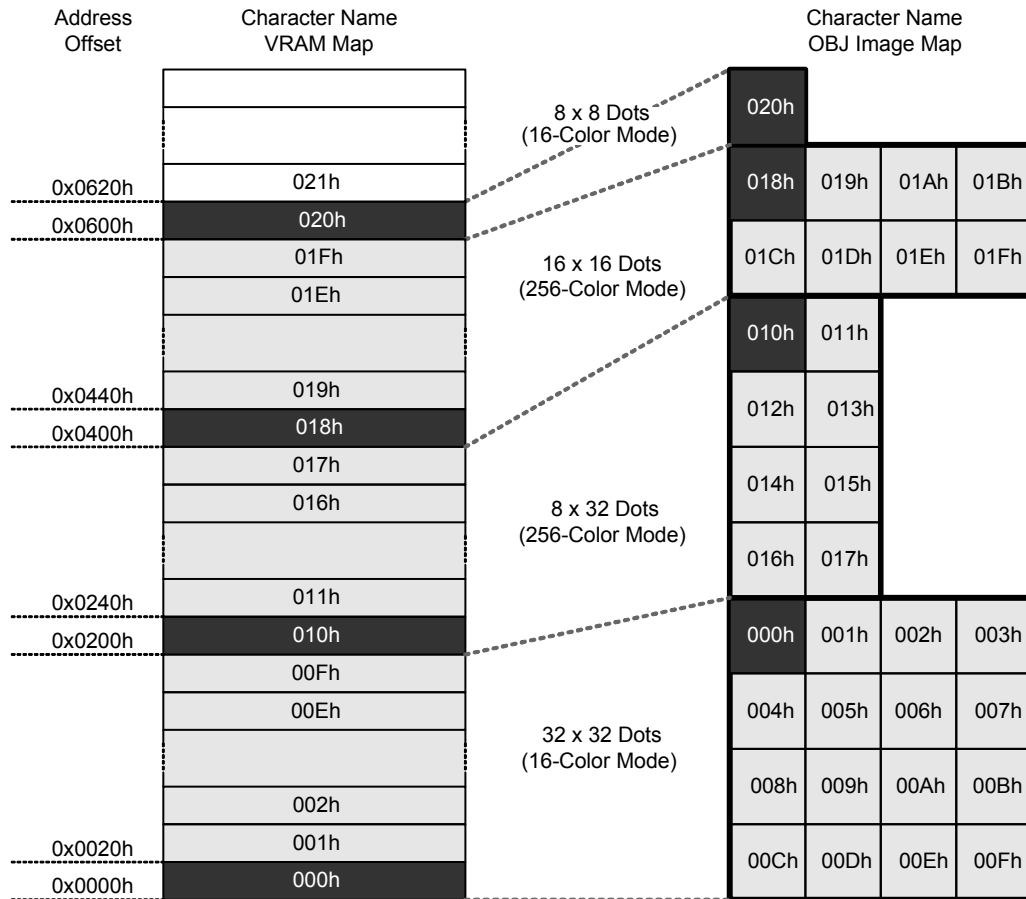 Address
Offset
Character Name
VRAM Map
Character Name
OBJ Image Map
8 x 8 Dots
(16-Color Mode)
020h
0x0620h
021h
018h 019h 01Ah 01Bh
0x0600h
020h
01Fh
16 x 16 Dots
(256-Color Mode)
01Ch 01Dh 01Eh 01Fh
01Eh
010h 011h
0x0440h
019h
012h 013h
0x0400h
018h
017h
014h 015h
016h
8 x 32 Dots
(256-Color Mode)
016h 017h
0x0240h
011h
0x0200h
010h
000h 001h 002h 003h
00Fh
00Eh
004h 005h 006h 007h
32 x 32 Dots
(16-Color Mode)
008h 009h 00Ah 00Bh
002h
0x0020h
001h
00Ch 00Dh 00Eh 00Fh
0x0000h
000h